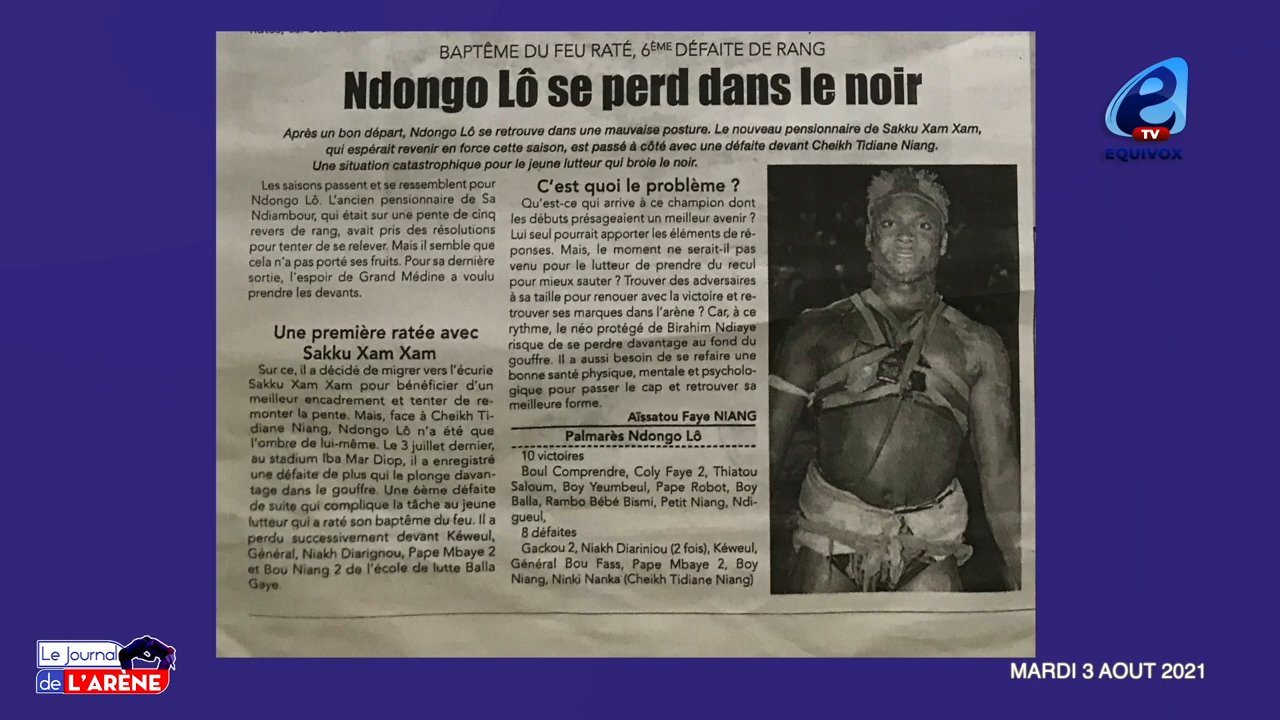 BAPTÊME DU FEU RATÉ, 6ÈME DÉFAITE DE RANG
Ndongo Lô se perd dans le noir
Après un bon départ, Ndongo Lô se retrouve dans une mauvaise posture. Le nouveau pensionnaire de Sakku Xam Xam,
qui espérait revenir en force cette saison, est passé à côté avec une défaite devant Cheikh Tidiane Niang.
Une situation catastrophique pour le jeune lutteur qui broie le noir.
Les saisons passent et se ressemblent pour
Ndongo Lô. L'ancien pensionnaire de Sa
Ndiambour, qui était sur une pente de cinq
revers de rang, avait pris des résolutions
pour tenter de se relever. Mais il semble que
cela n'a pas porté ses fruits. Pour sa dernière
sortie, l'espoir de Grand Médine a voulu
prendre les devants.
Une première ratée avec
Sakku Xam Xam
Sur ce, il a décidé de migrer vers l'écurie
Sakku Xam Xam pour bénéficier d'un
meilleur encadrement et tenter de re-
monter la pente. Mais, face à Cheikh Ti-
diane Niang, Ndongo Lô n'a été que
l'ombre de lui-même. Le 3 juillet dernier,
au stadium Iba Mar Diop, il a enregistré
une défaite de plus qui le plonge davan-
tage dans le gouffre. Une 6ème défaite
de suite qui complique la tâche au jeune
lutteur qui a raté son baptême du feu. Il a
perdu successivement devant Kéweul,
Général, Niakh Diarignou, Pape Mbaye 2
et Bou Niang 2 de l'école de lutte Balla
Gaye.
C'est quoi le problème ?
Qu'est-ce qui arrive à ce champion dont
les débuts présageaient un meilleur avenir ?
Lui seul pourrait apporter les éléments de ré-
ponses. Mais, le moment ne serait-il pas
venu pour le lutteur de prendre du recul
pour mieux sauter ? Trouver des adversaires
à sa taille pour renouer avec la victoire et re-
trouver ses marques dans l'arène ? Car, à ce
rythme, le néo protégé de Birahim Ndiaye
risque de se perdre davantage au fond du
gouffre. Il a aussi besoin de se refaire une
bonne santé physique, mentale et psycholo-
gique pour passer le cap et retrouver sa
meilleure forme.
Aïssatou Faye NIANG
Palmarès Ndongo Lô
10 victoires
Boul Comprendre, Coly Faye 2, Thiatou
Saloum, Boy Yeumbeul, Pape Robot, Boy
Balla, Rambo Bébé Bismi, Petit Niang, Ndi-
gueul,
8 défaites
Gackou 2, Niakh Diariniou (2 fois), Kéweul,
Général Bou Fass, Pape Mbaye 2, Boy
Niang, Ninki Nanka (Cheikh Tidiane Niang)
e
TV
EQUIVOX
Le Journal
de L'ARÈNE
MARDI 3 AOUT 2021